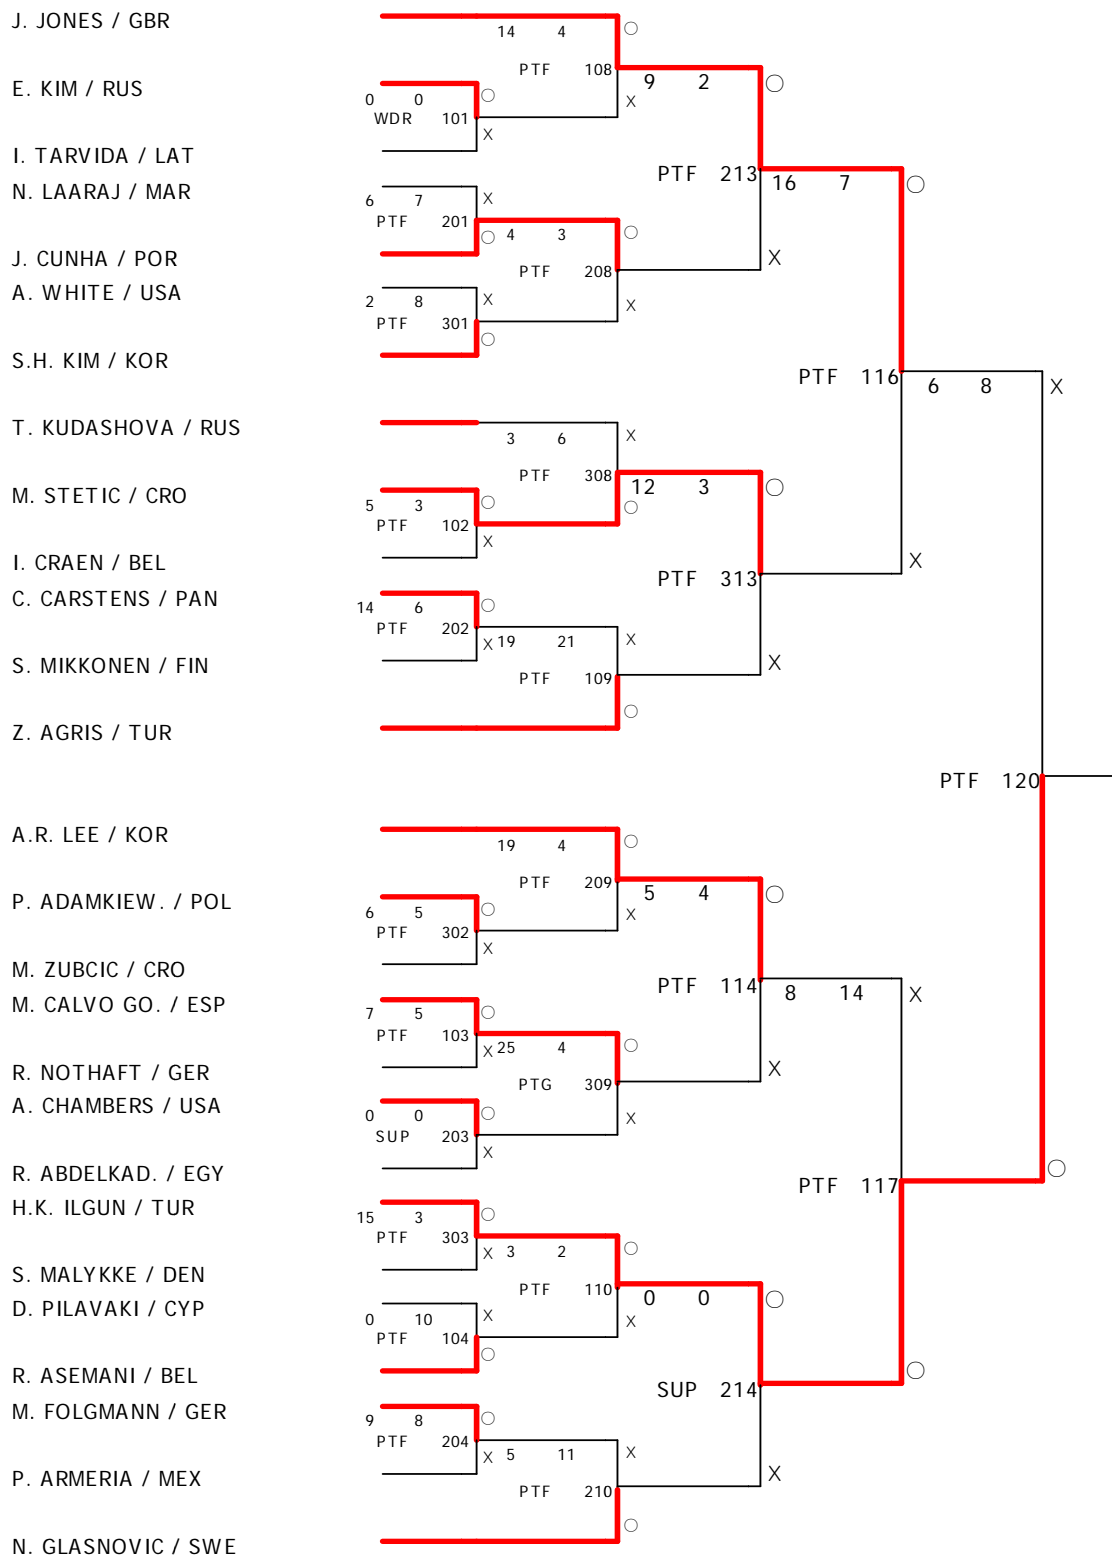 J. JONES / GBR
14 4 ○
PTF 108
9 2 ○
E. KIM / RUS
0 0 ○
X
WDR 101
X
I. TARVIDA / LAT
PTF 213
16 7 ○
N. LAARAJ / MAR
6 7 X
PTF 201
○ 4 3 ○
J. CUNHA / POR
X
PTF 208
A. WHITE / USA
2 8 X
X
PTF 301
○
S.H. KIM / KOR
PTF 116
6 8 X
T. KUDASHOVA / RUS
3 6 X
PTF 308
12 3 ○
M. STETIC / CRO
5 3 ○
○
PTF 102
X
I. CRAEN / BEL
X
PTF 313
C. CARSTENS / PAN
14 6 ○
PTF 202
X 19 21 X
S. MIKKONEN / FIN
X
PTF 109
○
Z. AGRIS / TUR
PTF 120
A.R. LEE / KOR
19 4 ○
PTF 209
5 4 ○
P. ADAMKIEW. / POL
6 5 ○
X
PTF 302
X
M. ZUBCIC / CRO
PTF 114
8 14 X
M. CALVO GO. / ESP
7 5 ○
PTF 103
X 25 4 ○
R. NOTHAFT / GER
X
PTG 309
A. CHAMBERS / USA
0 0 ○
X
SUP 203
X
R. ABDELKAD. / EGY
○
PTF 117
H.K. ILGUN / TUR
15 3 ○
PTF 303
X 3 2 ○
S. MALYKKE / DEN
PTF 110
0 0 ○
D. PILAVAKI / CYP
0 10 X
X
PTF 104
○
R. ASEMANI / BEL
○
SUP 214
M. FOLGMANN / GER
9 8 ○
PTF 204
X 5 11 X
P. ARMERIA / MEX
X
PTF 210
○
N. GLASNOVIC / SWE